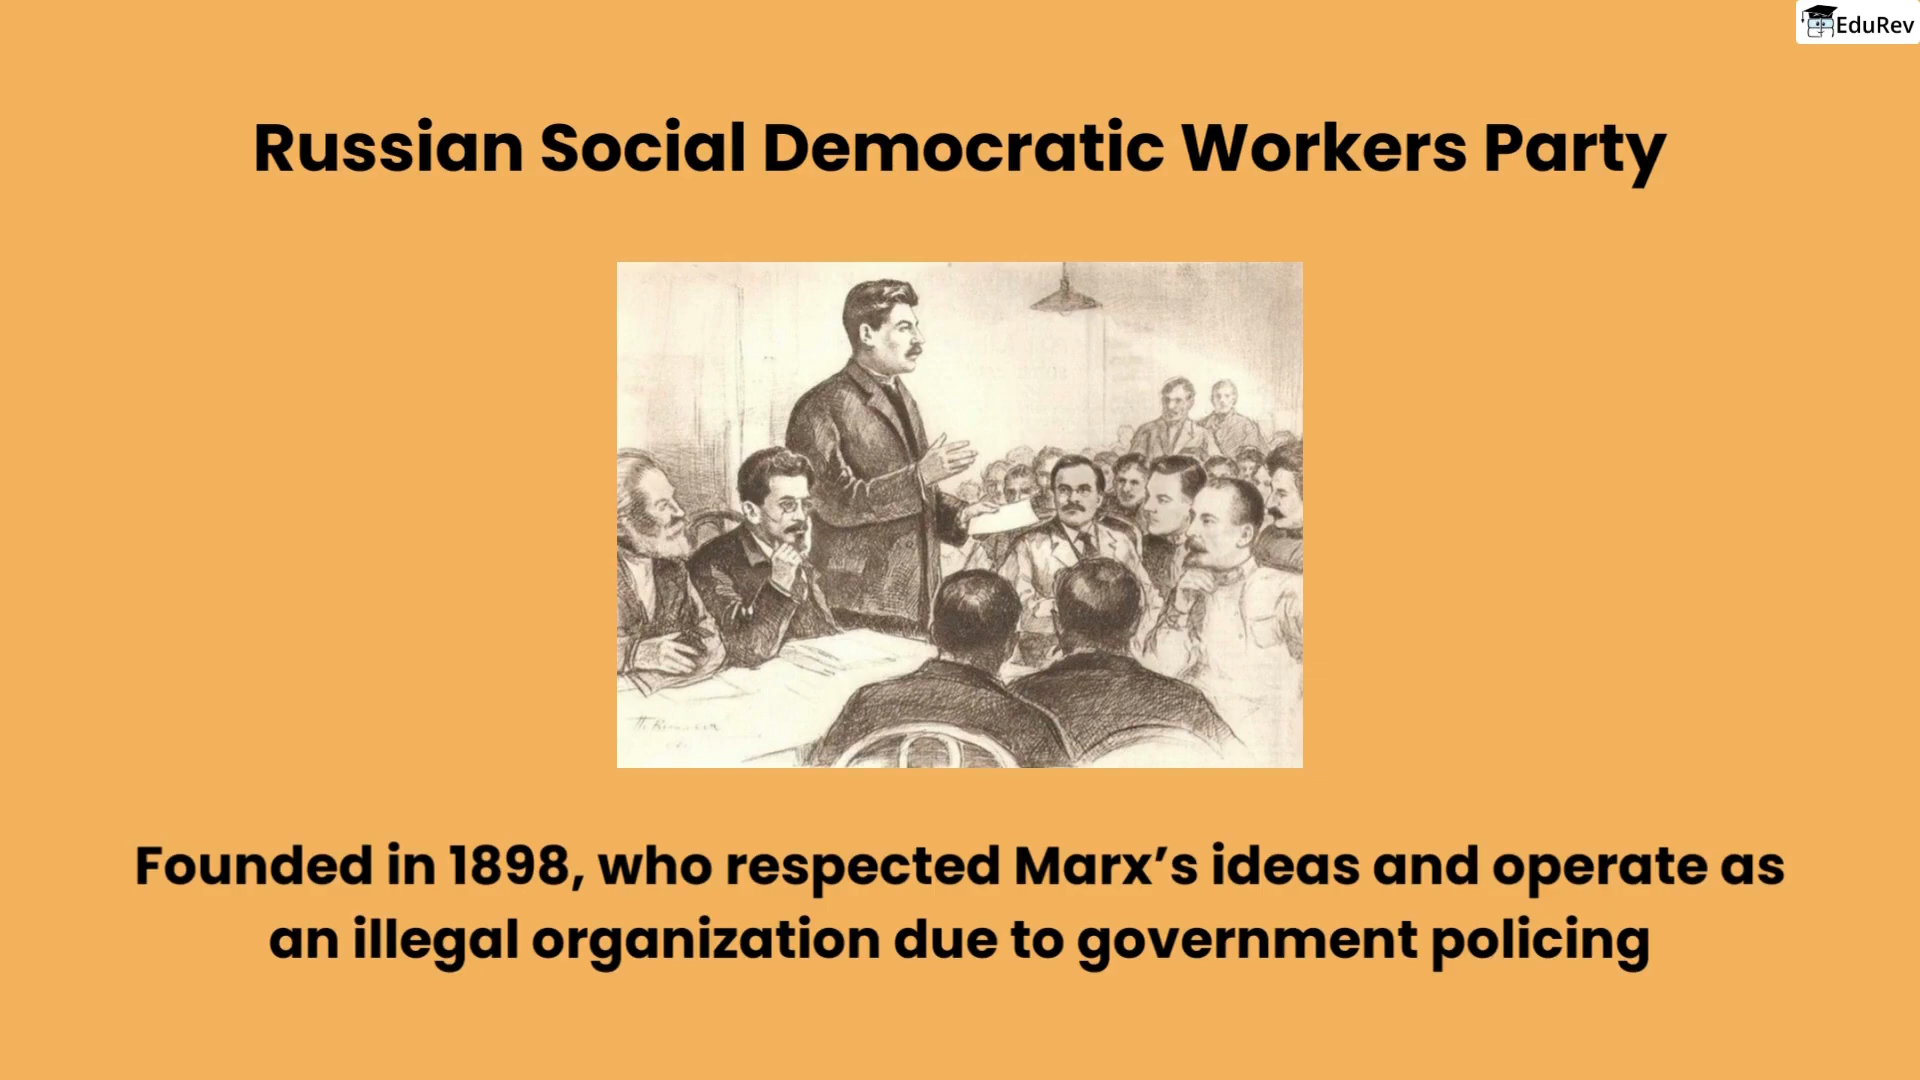 EduRev
Russian Social Democratic Workers Party
Founded in 1898, who respected Marx’s ideas and operate as
an illegal organization due to government policing